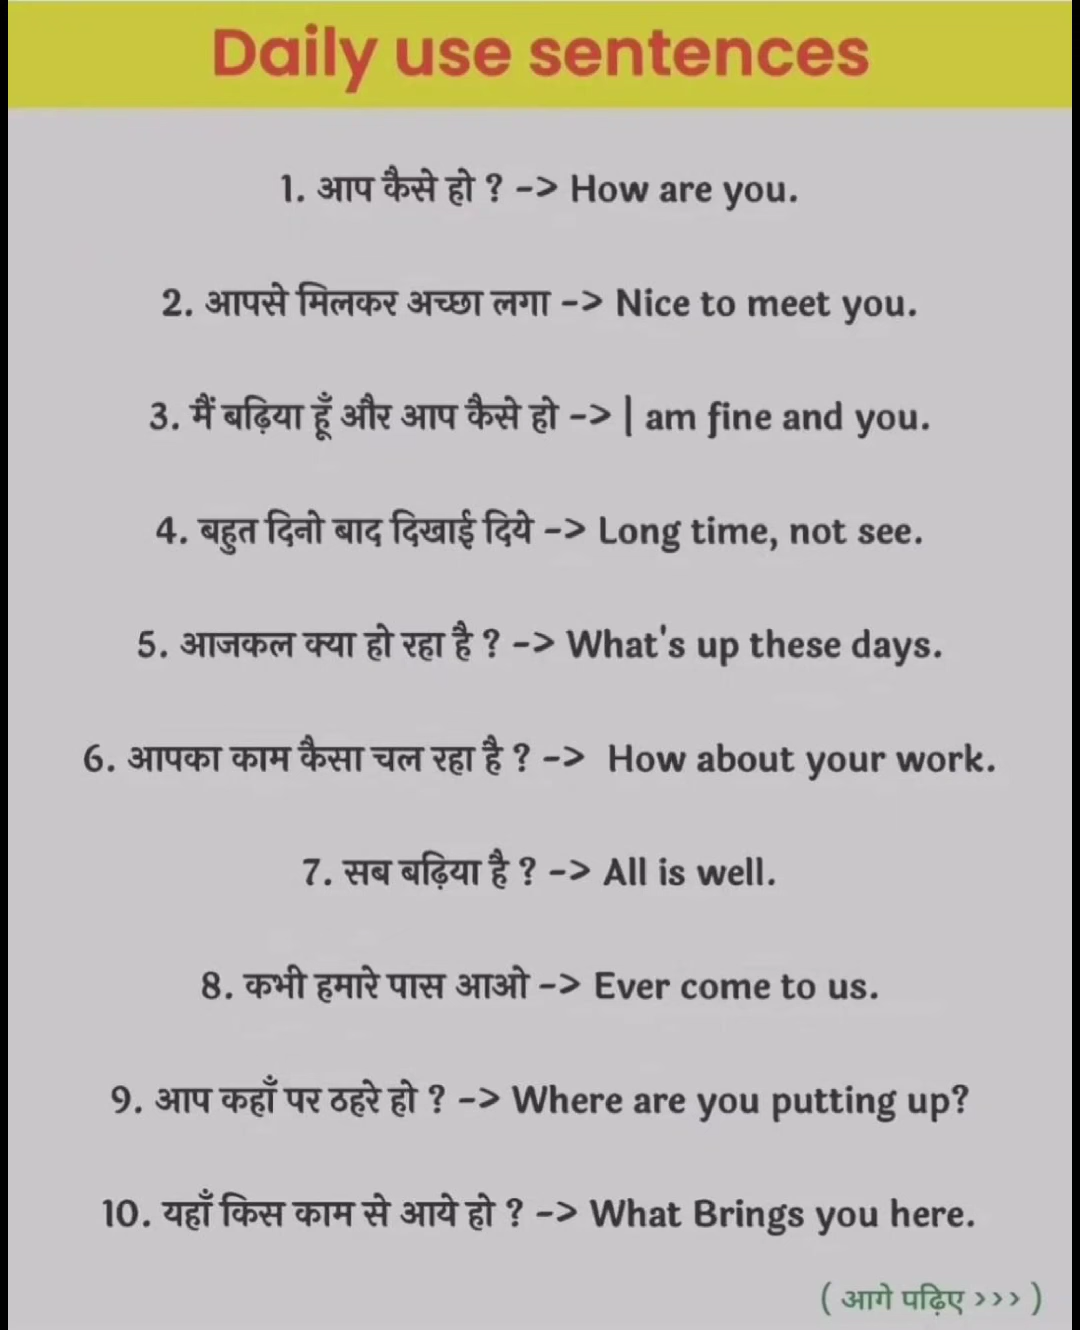 Daily use sentences
1. आप कैसे हो ? -> How are you.
2. आपसे मिलकर अच्छा लगा -> Nice to meet you.
3. मैं बढ़िया हूँ और आप कैसे हो -> | am fine and you.
4. बहुत दिनो बाद दिखाई दिये -> Long time, not see.
5. आजकल क्या हो रहा है ? -> What's up these days.
6. आपका काम कैसा चल रहा है ? -> How about your work.
7. सब बढ़िया है ? -> All is well.
8. कभी हमारे पास आओ -> Ever come to us.
9. आप कहाँ पर ठहरे हो ? -> Where are you putting up?
10. यहाँ किस काम से आये हो ? -> What Brings you here.
( आगे पढ़िए >>> )